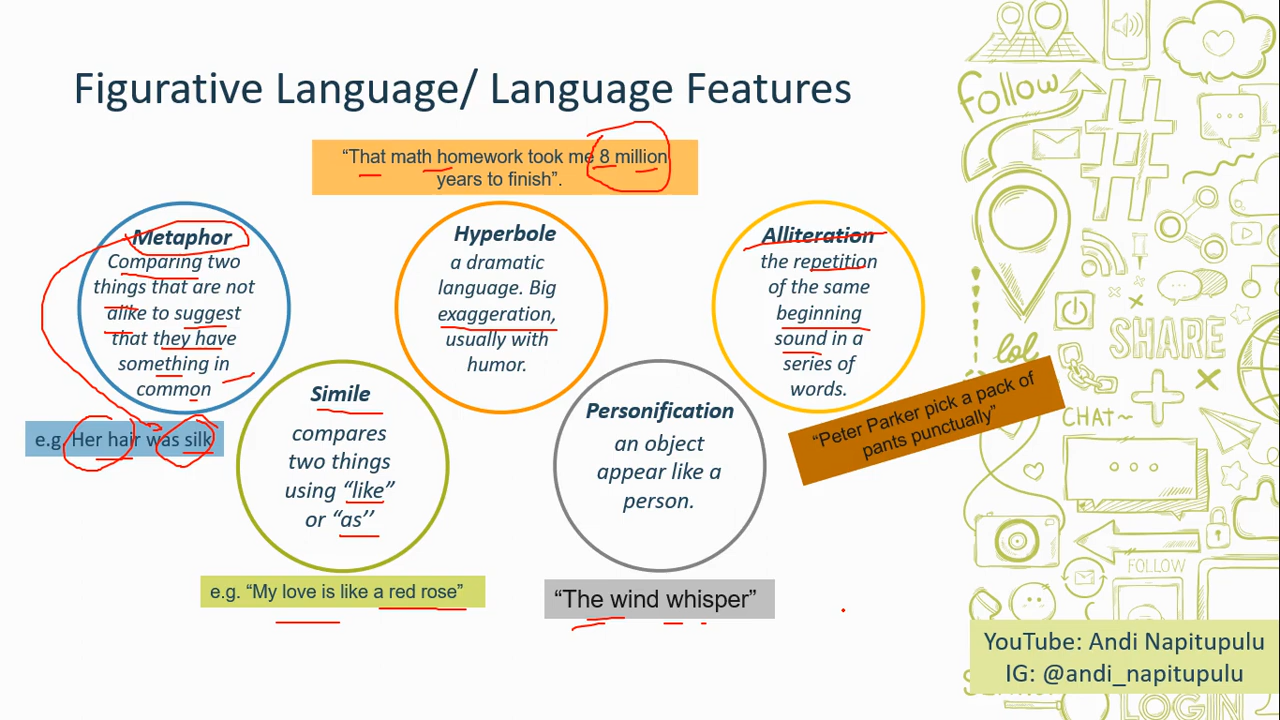 Figurative Language/ Language Features
“That math homework took me 8 million
years to finish”.
Metaphor
Comparing two
things that are not
alike to suggest
that they have
something in
common
e.g. Her hair was silk
Simile
compares
two things
using “like”
or “as’’
e.g. “My love is like a red rose”
Hyperbole
a dramatic
language. Big
exaggeration,
usually with
humor.
Personification
an object
appear like a
person.
“The wind whisper”
Alliteration
the repetition
of the same
beginning
sound in a
series of
words.
“Peter Parker pick a pack of
pants punctually”
follow
#
lol
SHARE
CHAT~
FOLLOW
YouTube: Andi Napitupulu
IG: @andi_napitupulu
LOGIN